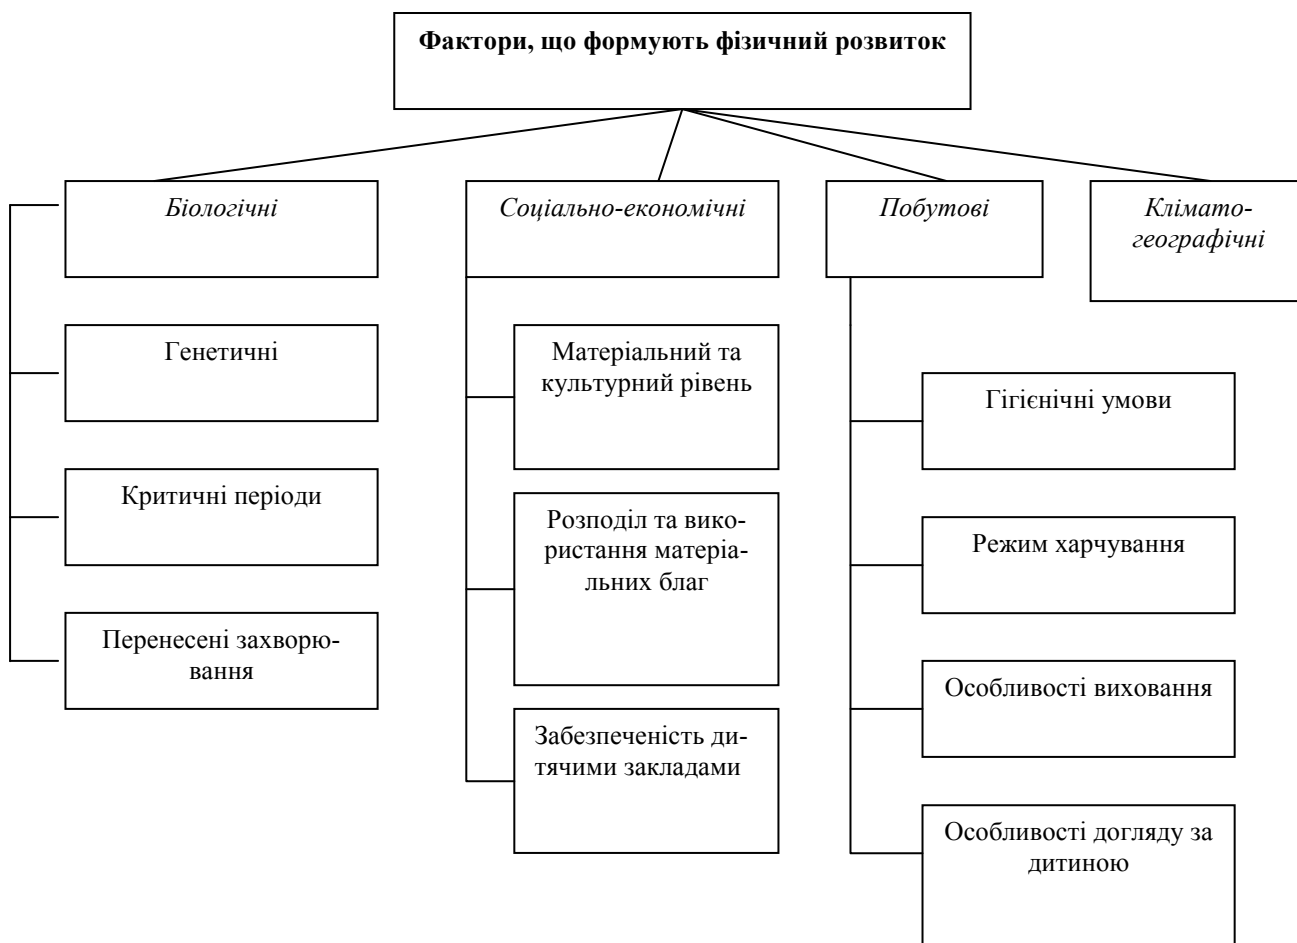 Фактори, що формують фізичний розвиток
Біологічні
Соціально-економічні
Побутові
Клімато-
географічні
Генетичні
Критичні періоди
Перенесені захворю-
вання
Матеріальний та
культурний рівень
Розподіл та вико-
ристання матеріа-
льних благ
Забезпеченість ди-
тячими закладами
Гігієнічні умови
Режим харчування
Особливості виховання
Особливості догляду за
дитиною